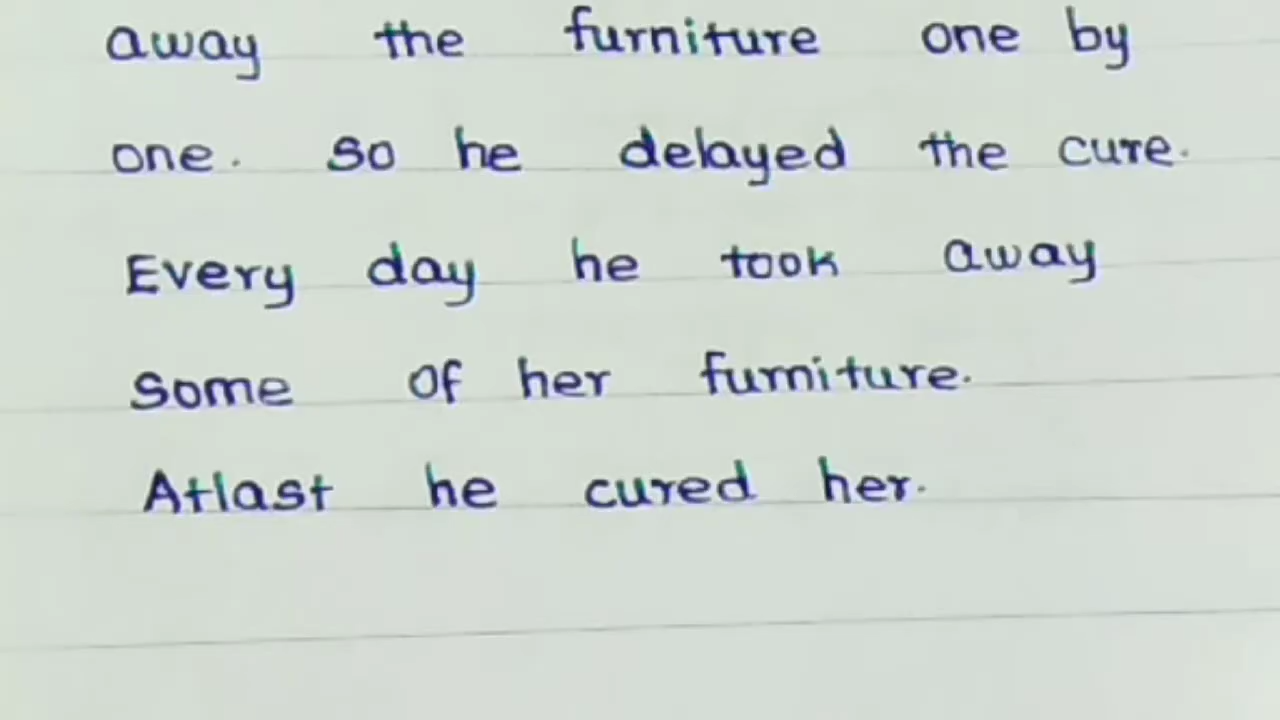 away the furniture one by
one. So he delayed the cure.
Every day he took away
some of her furniture.
Atlast he cured her.